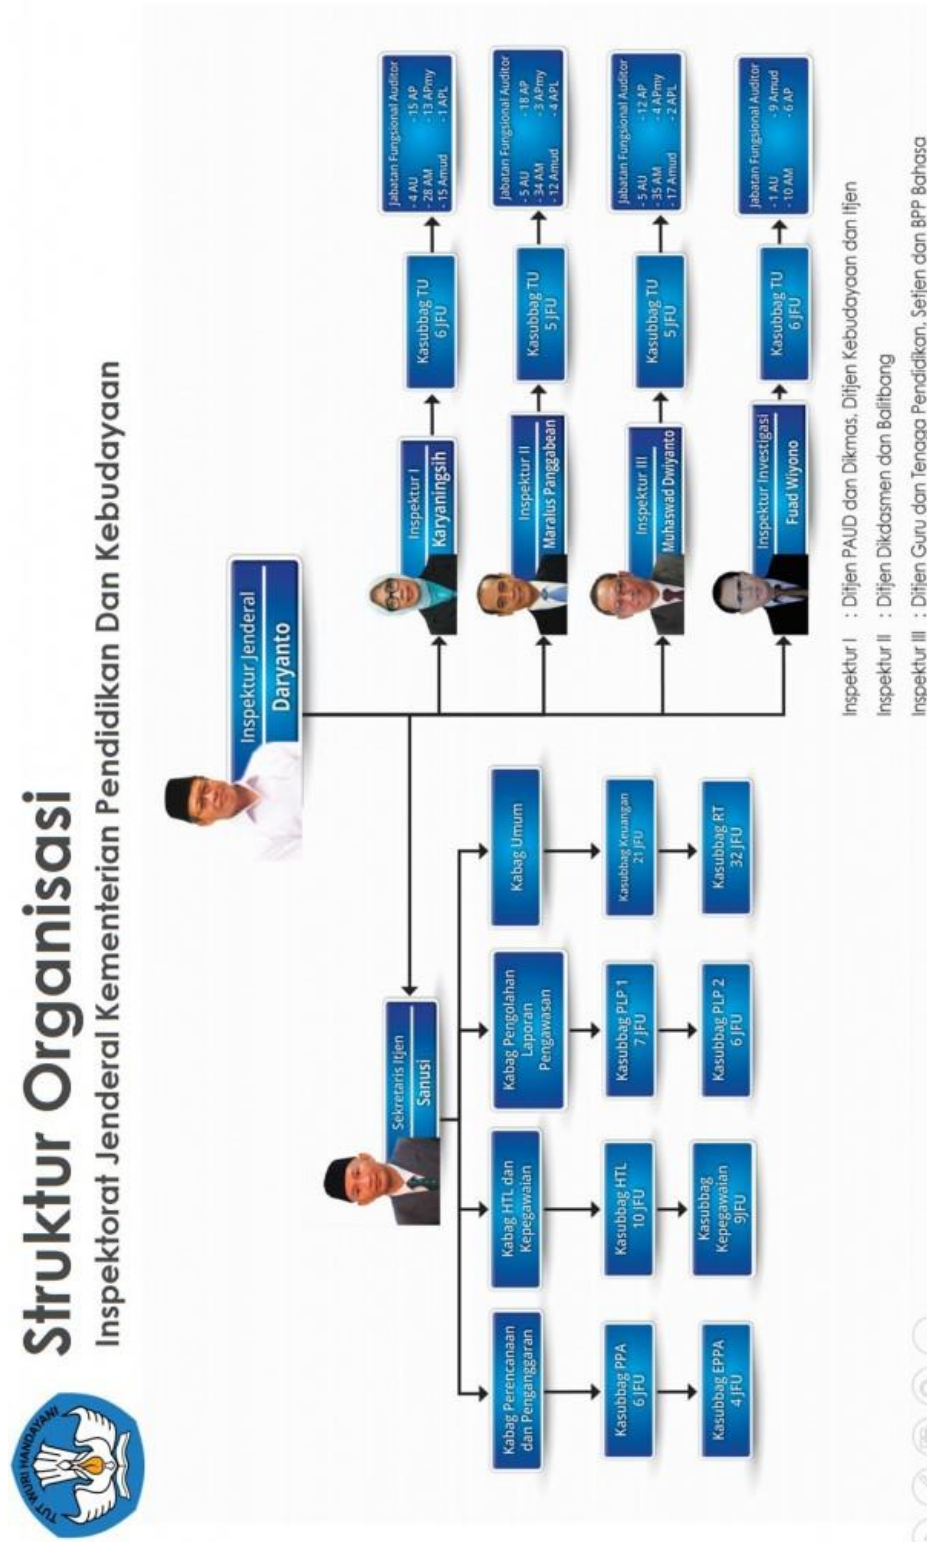 TUT WURI HANDAYANI
Struktur Organisasi
Inspektorat Jenderal Kementerian Pendidikan Dan Kebudayaan
Inspektur Jenderal
Daryanto
Sekretaris Itjen
Sanusi
Kabag Perencanaan
dan Penganggaran
Kasubbag PPA
6 JFU
Kasubbag EPPA
4 JFU
Kabag HTL dan
Kepegawaian
Kasubbag HTL
10 JFU
Kasubbag
Kepegawaian
9JFU
Kabag Pengolahan
Laporan
Pengawasan
Kasubbag PLP 1
7 JFU
Kasubbag PLP 2
6 JFU
Kabag Umum
Kasubbag Keuangan
21 JFU
Kasubbag RT
32 JFU
Inspektur I
Karyaningsih
Kasubbag TU
6 JFU
Jabatan Fungsional Auditor
- 4 AU - 15 AP
- 28 AM - 13 APmy
- 15 Amud - 1 APL
Inspektur II
Maralus Panggabean
Kasubbag TU
5 JFU
Jabatan Fungsional Auditor
- 5 AU - 18 AP
-34 AM -3 APmy
-12 Amud - 4 APL
Inspektur III
Muhaswad Dwiyanto
Kasubbag TU
5 JFU
Jabatan Fungsional Auditor
- 5 AU - 12 AP
- 35 AM - 4 APmy
- 17 Amud - 2 APL
Inspektur Investigasi
Fuad Wiyono
Kasubbag TU
6 JFU
Jabatan Fungsional Auditor
- 1 AU - 9 Amud
- 10 AM - 6 AP
Inspektur I : Ditjen PAUD dan Dikmas, Ditjen Kebudayaan dan Itjen
Inspektur II : Ditjen Dikdasmen dan Balitbang
Inspektur III : Ditjen Guru dan Tenaga Pendidikan, Setjen dan BPP Bahasa